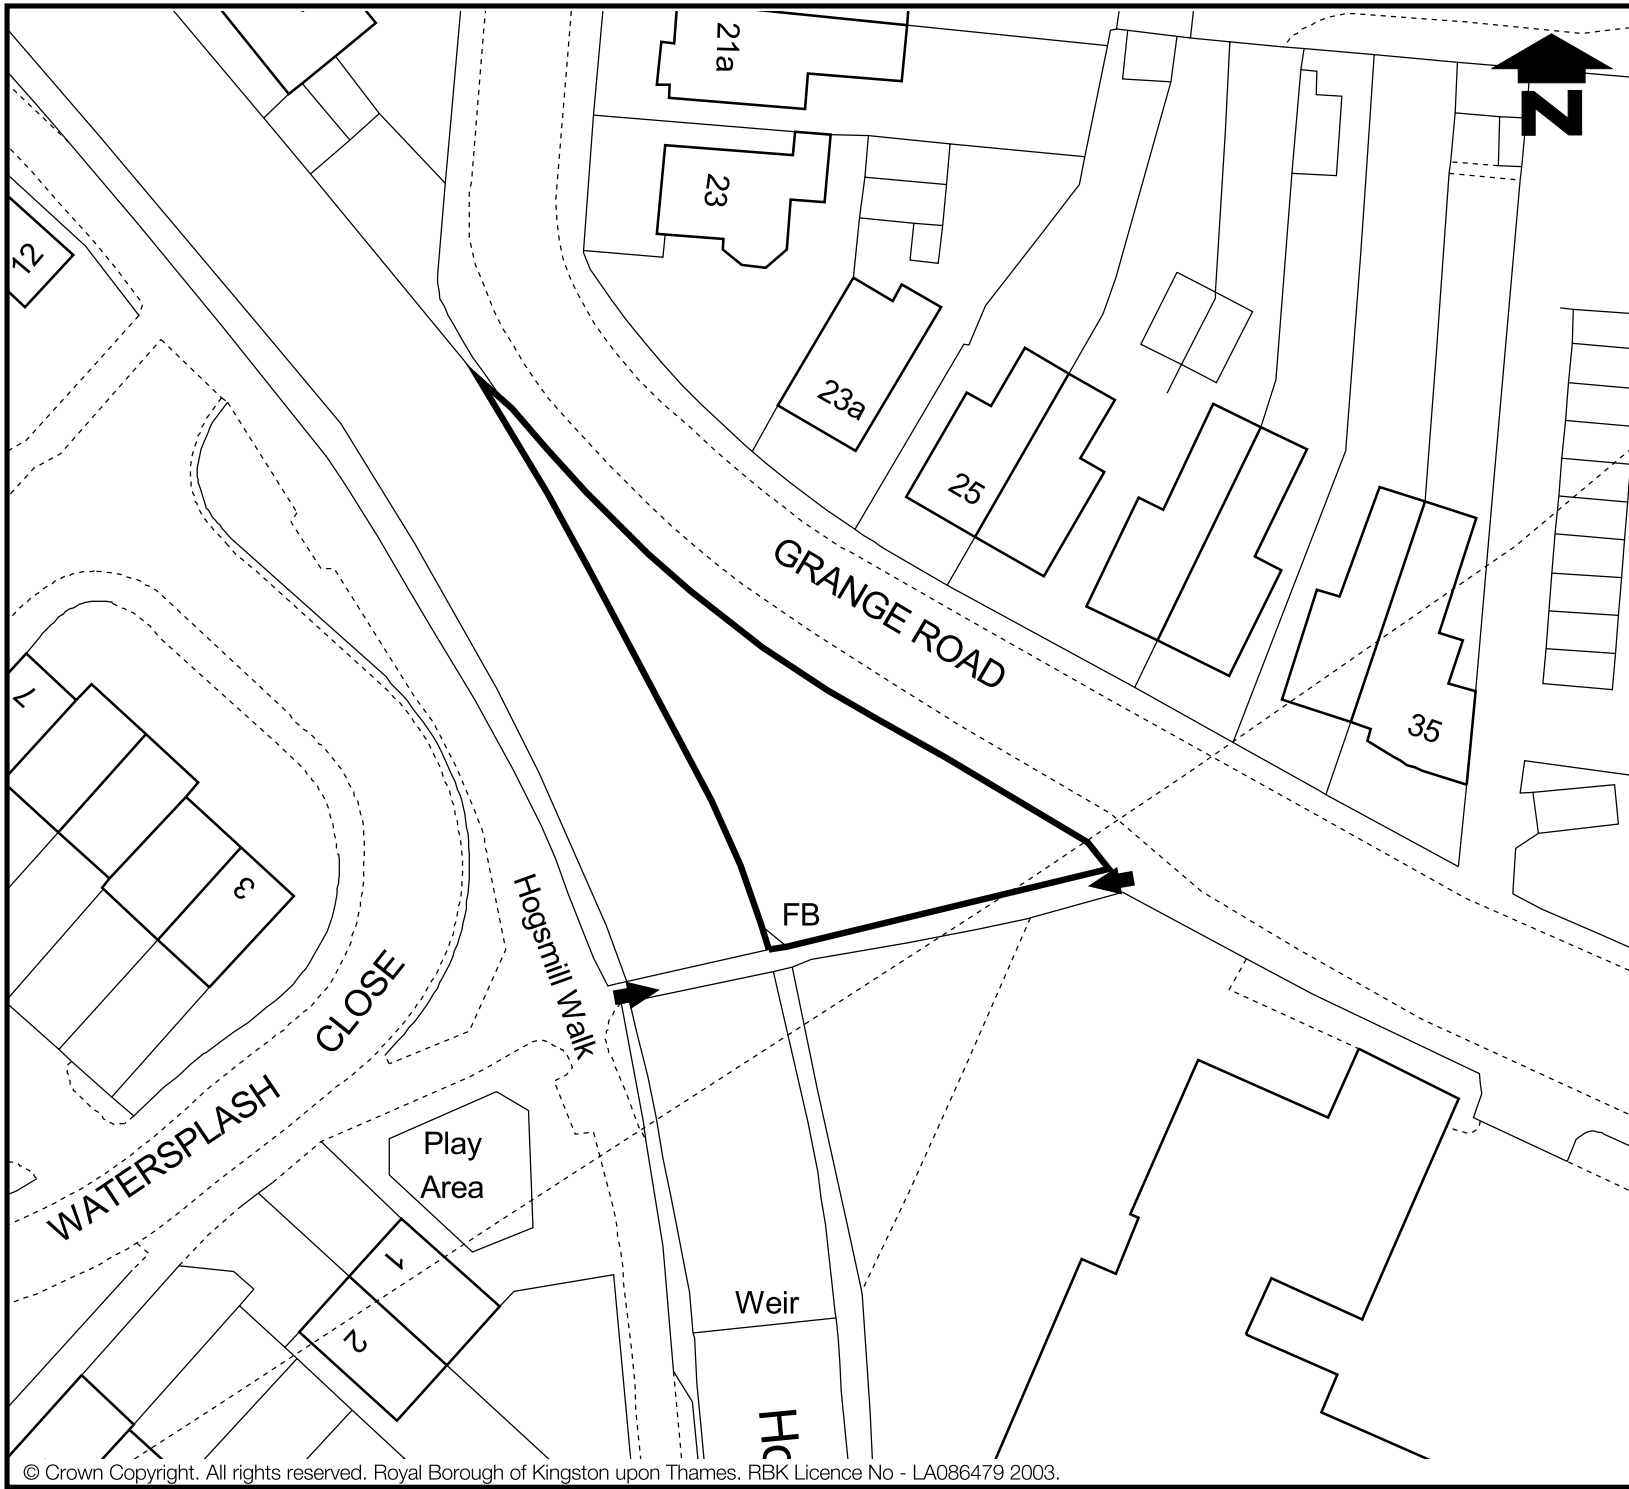 21a
N
23
12
23a
25
GRANGE ROAD
35
7
3
FB
Hogsmill Walk
WATERSPLASH CLOSE
Play
Area
1
2
Weir
Ho
© Crown Copyright. All rights reserved. Royal Borough of Kingston upon Thames. RBK Licence No - LA086479 2003.